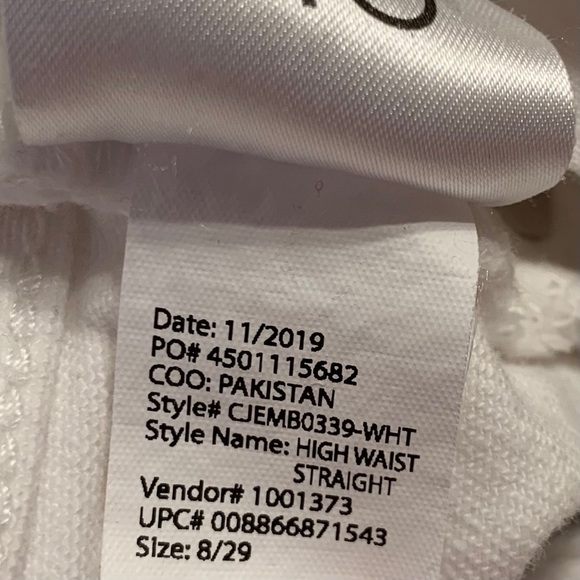 Date: 11/2019
PO# 4501115682
COO: PAKISTAN
Style# CJEMB0339-WHT
Style Name: HIGH WAIST
STRAIGHT
Vendor# 1001373
UPC# 008866871543
Size: 8/29